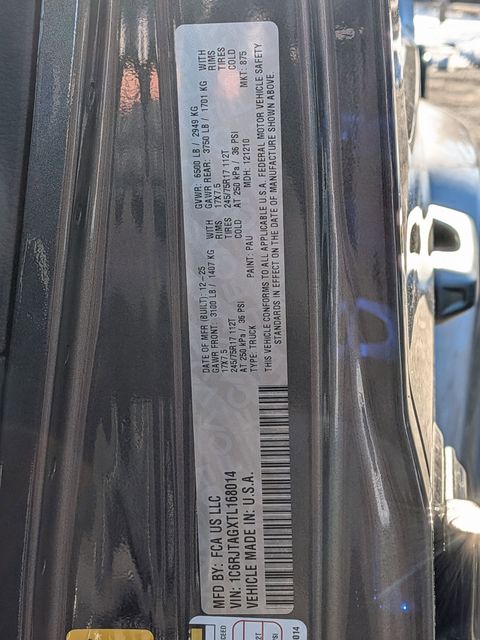 MFD BY: FCA US LLC
VIN: 1C6RJTAGXTL168014
VEHICLE MADE IN: U.S.A.
DATE OF MFR (BUILT): 12-25
GAWR FRONT: 3100 LB / 1407 KG WITH
17X7.5 RIMS
245/75R17 112T TIRES
AT 250 kPa / 36 PSI COLD
TYPE: TRUCK PAINT: PAU
GVWR: 6500 LB / 2949 KG
GAWR REAR: 3750 LB / 1701 KG WITH
17X7.5 RIMS
245/75R17 112T TIRES
AT 250 kPa / 36 PSI COLD
MDH: 121210 MKT: 875
THIS VEHICLE CONFORMS TO ALL APPLICABLE U.S.A. FEDERAL MOTOR VEHICLE SAFETY
STANDARDS IN EFFECT ON THE DATE OF MANUFACTURE SHOWN ABOVE.